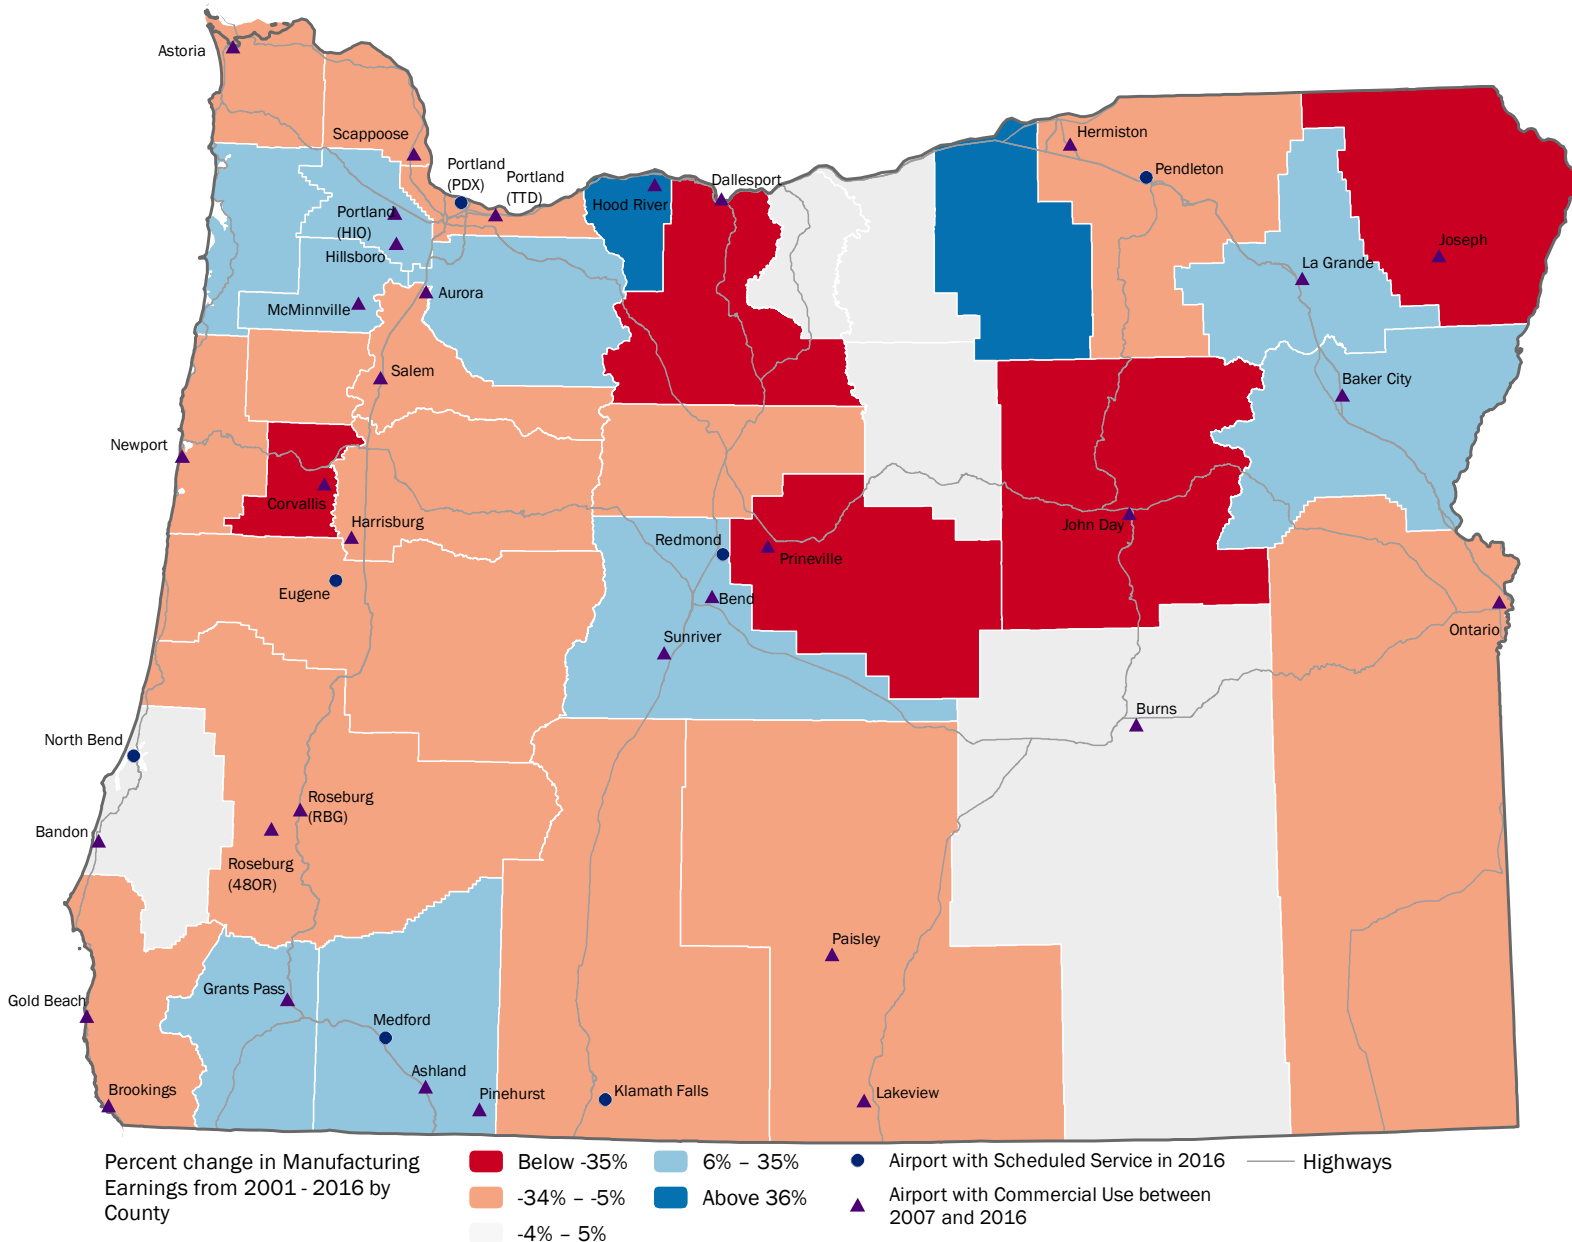 Astoria
Scappoose
Portland
(PDX)
Portland
(TTD)
Hermiston
Pendleton
Dallesport
Hood River
Portland
(HIO)
Hillsboro
Joseph
La Grande
McMinnville
Aurora
Salem
Baker City
Newport
Corvallis
Harrisburg
John Day
Redmond
Prineville
Eugene
Bend
Ontario
Sunriver
Burns
North Bend
Roseburg
(RBG)
Bandon
Roseburg
(48OR)
Paisley
Grants Pass
Gold Beach
Medford
Ashland
Brookings
Pinehurst
Klamath Falls
Lakeview
Percent change in Manufacturing
Earnings from 2001 - 2016 by
County
Below -35%
-34% – -5%
-4% – 5%
6% – 35%
Above 36%
Airport with Scheduled Service in 2016
Airport with Commercial Use between
2007 and 2016
Highways